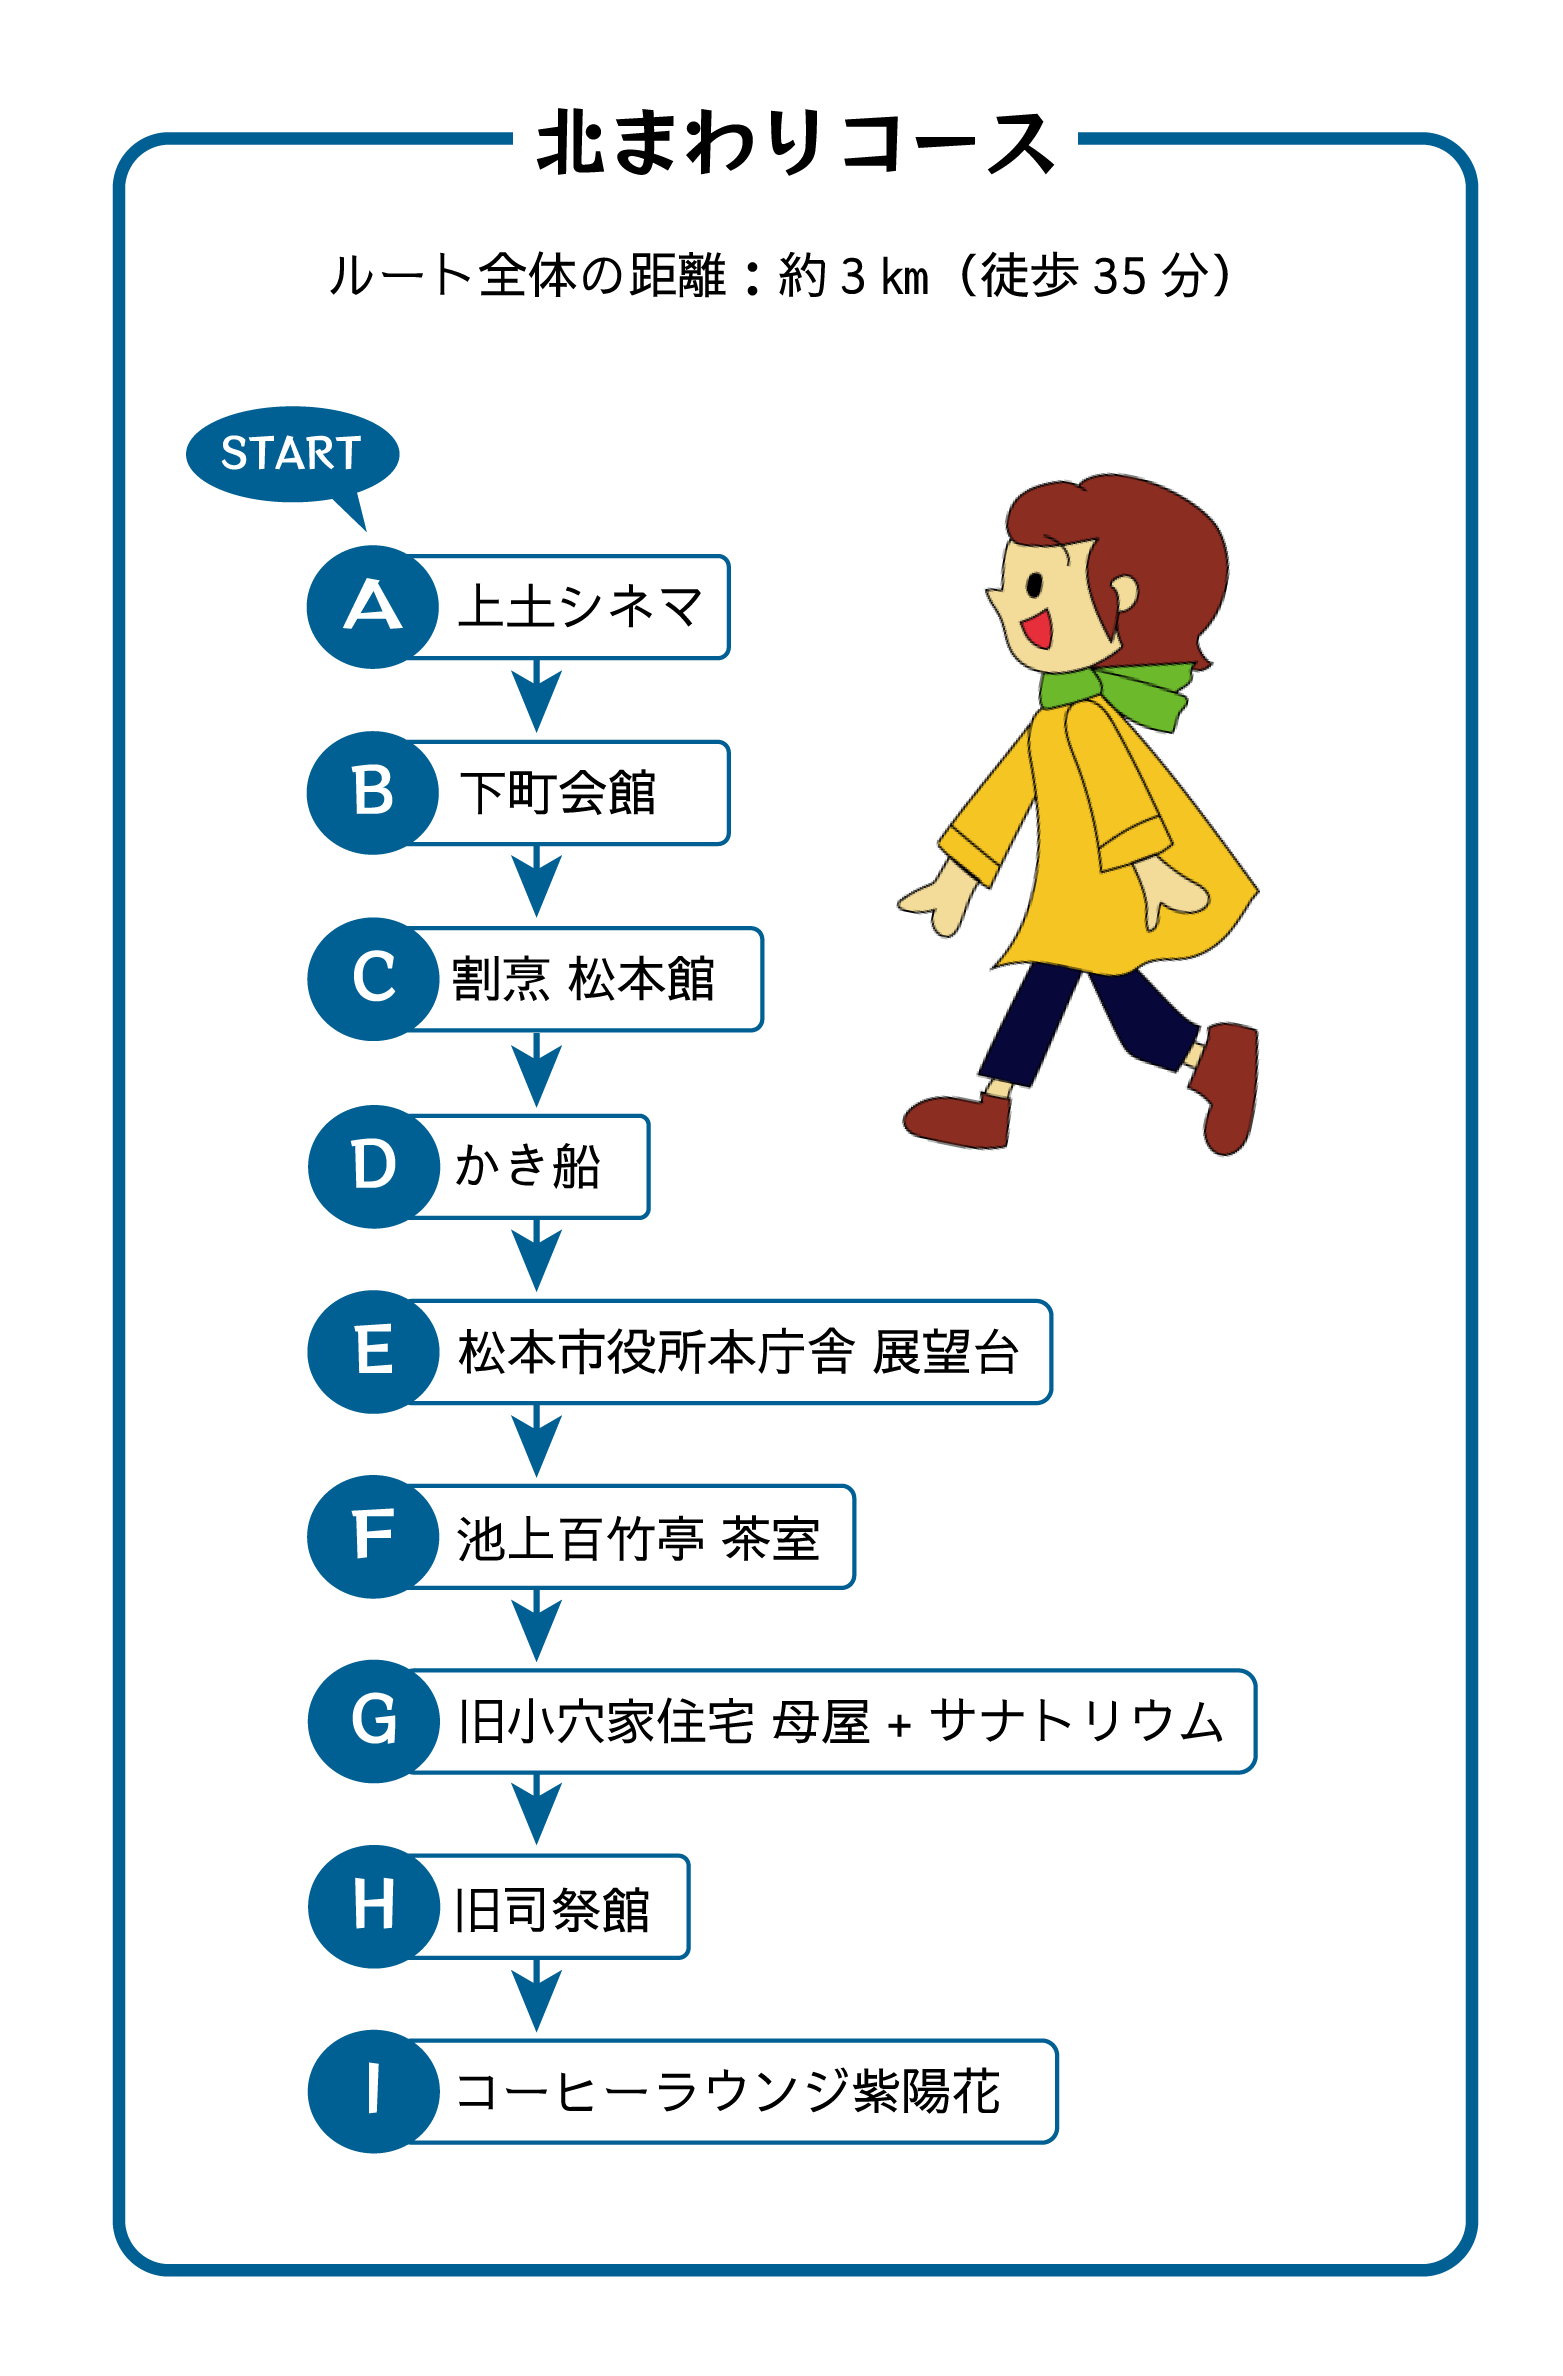 北まわりコース
ルート全体の距離：約 3 km（徒歩 35 分）
START
A 上土シネマ
B 下町会館
C 割烹 松本館
D かき船
E 松本市役所本庁舎 展望台
F 池上百竹亭 茶室
G 旧小穴家住宅 母屋 + サナトリウム
H 旧司祭館
I コーヒーラウンジ紫陽花